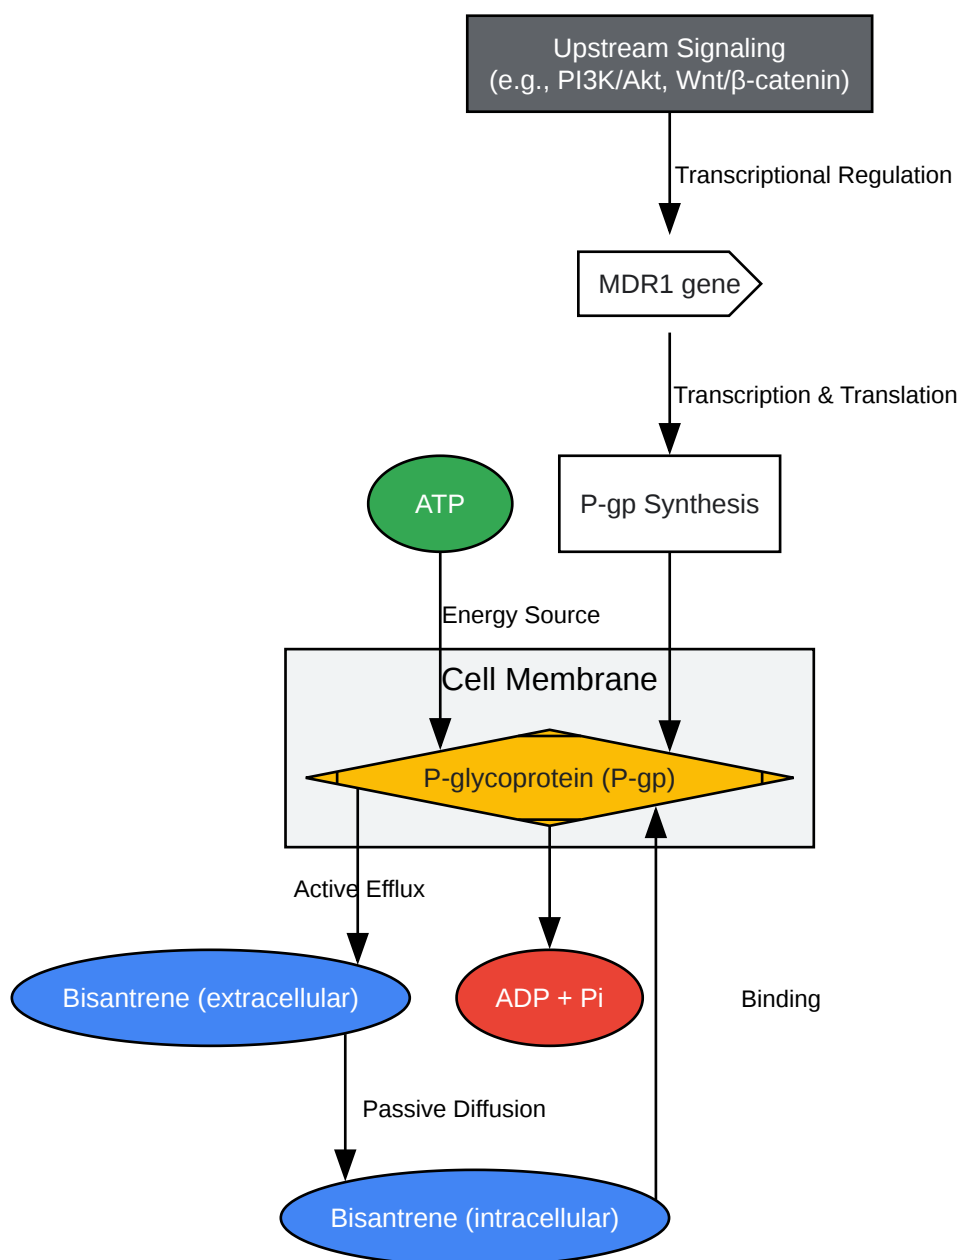 Upstream Signaling
(e.g., PI3K/Akt, Wnt/β-catenin)
Transcriptional Regulation
MDR1 gene
Transcription & Translation
ATP
P-gp Synthesis
Energy Source
Cell Membrane
P-glycoprotein (P-gp)
Active Efflux
Bisantrene (extracellular)
ADP + Pi
Binding
Passive Diffusion
Bisantrene (intracellular)